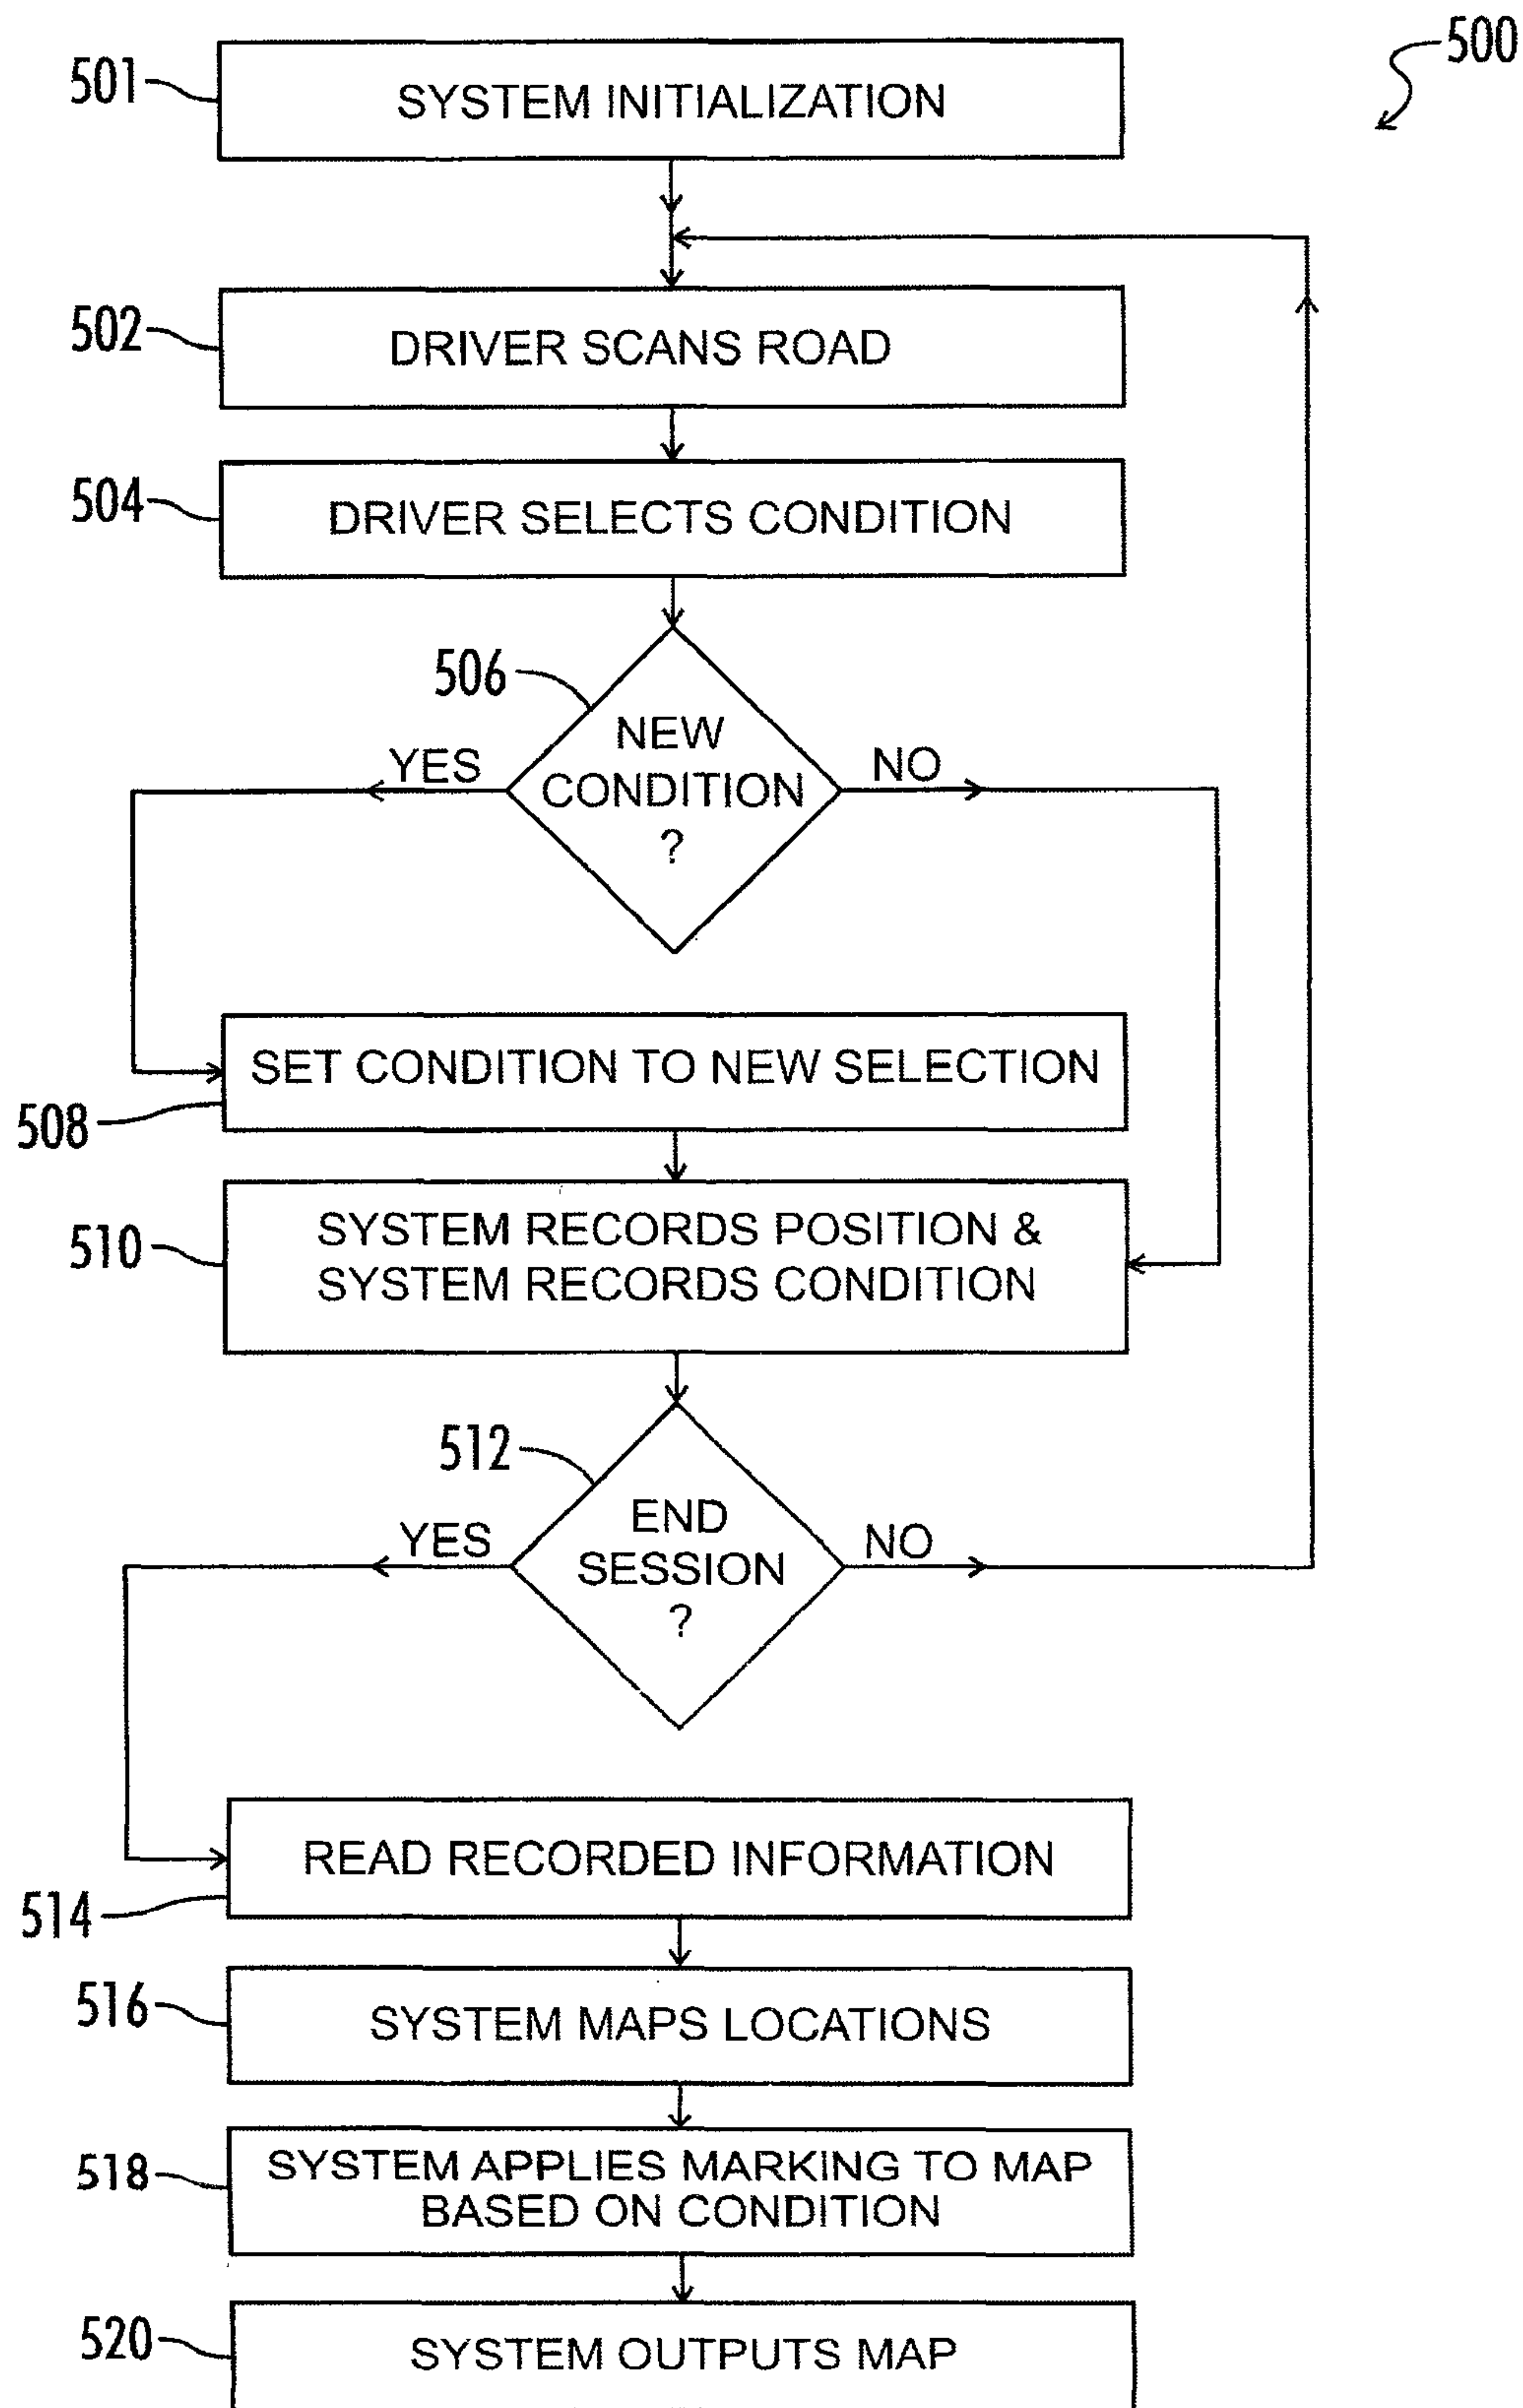 500
501
SYSTEM INITIALIZATION
502
DRIVER SCANS ROAD
504
DRIVER SELECTS CONDITION
506
NEW
CONDITION
?
YES
NO
SET CONDITION TO NEW SELECTION
508
510
SYSTEM RECORDS POSITION &
SYSTEM RECORDS CONDITION
512
END
SESSION
?
YES
NO
READ RECORDED INFORMATION
514
516
SYSTEM MAPS LOCATIONS
518
SYSTEM APPLIES MARKING TO MAP
BASED ON CONDITION
520
SYSTEM OUTPUTS MAP